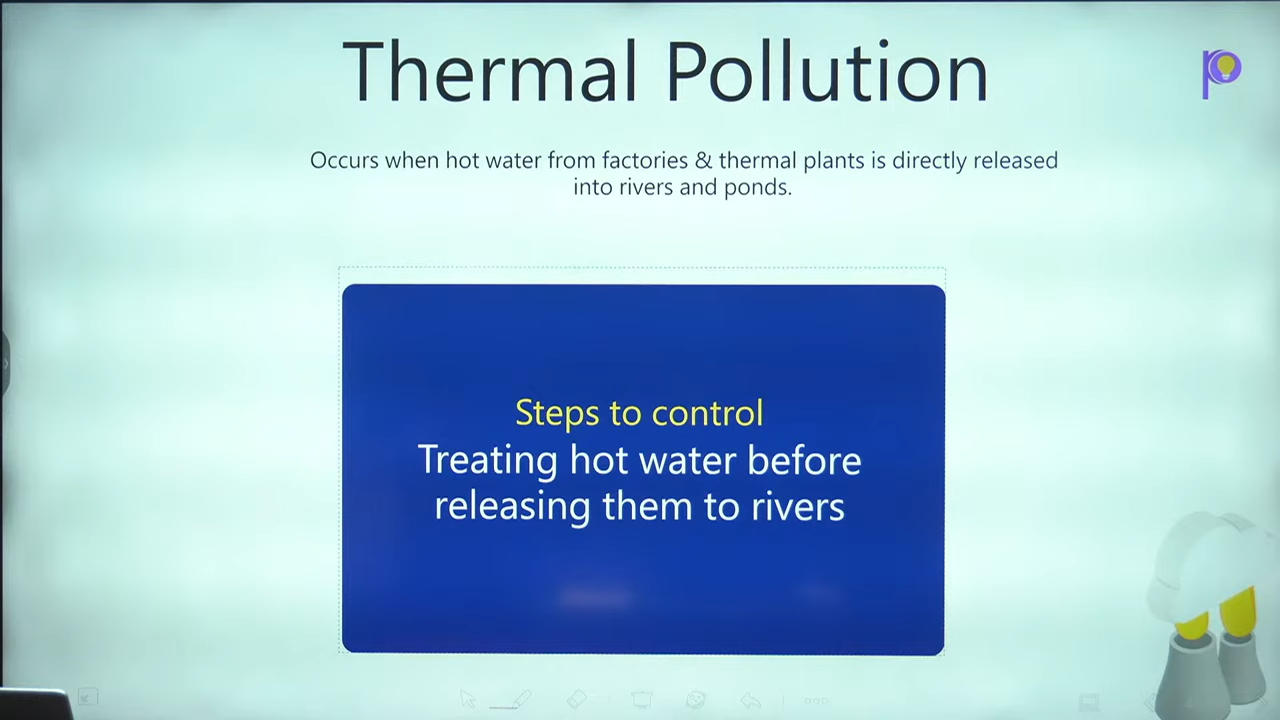 Thermal Pollution
Occurs when hot water from factories & thermal plants is directly released
into rivers and ponds.
Steps to control
Treating hot water before
releasing them to rivers